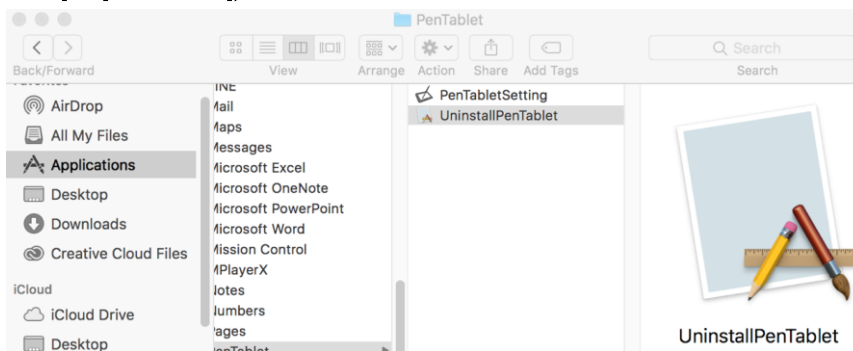 PenTablet
Search
Back/Forward
View
Arrange
Action
Share
Add Tags
Search
AirDrop
All My Files
Applications
Desktop
Downloads
Creative Cloud Files
iCloud
iCloud Drive
Desktop
Mail
Maps
Messages
Microsoft Excel
Microsoft OneNote
Microsoft PowerPoint
Microsoft Word
Mission Control
MPlayerX
Notes
Numbers
Pages
PenTablet
PenTabletSetting
UninstallPenTablet
UninstallPenTablet